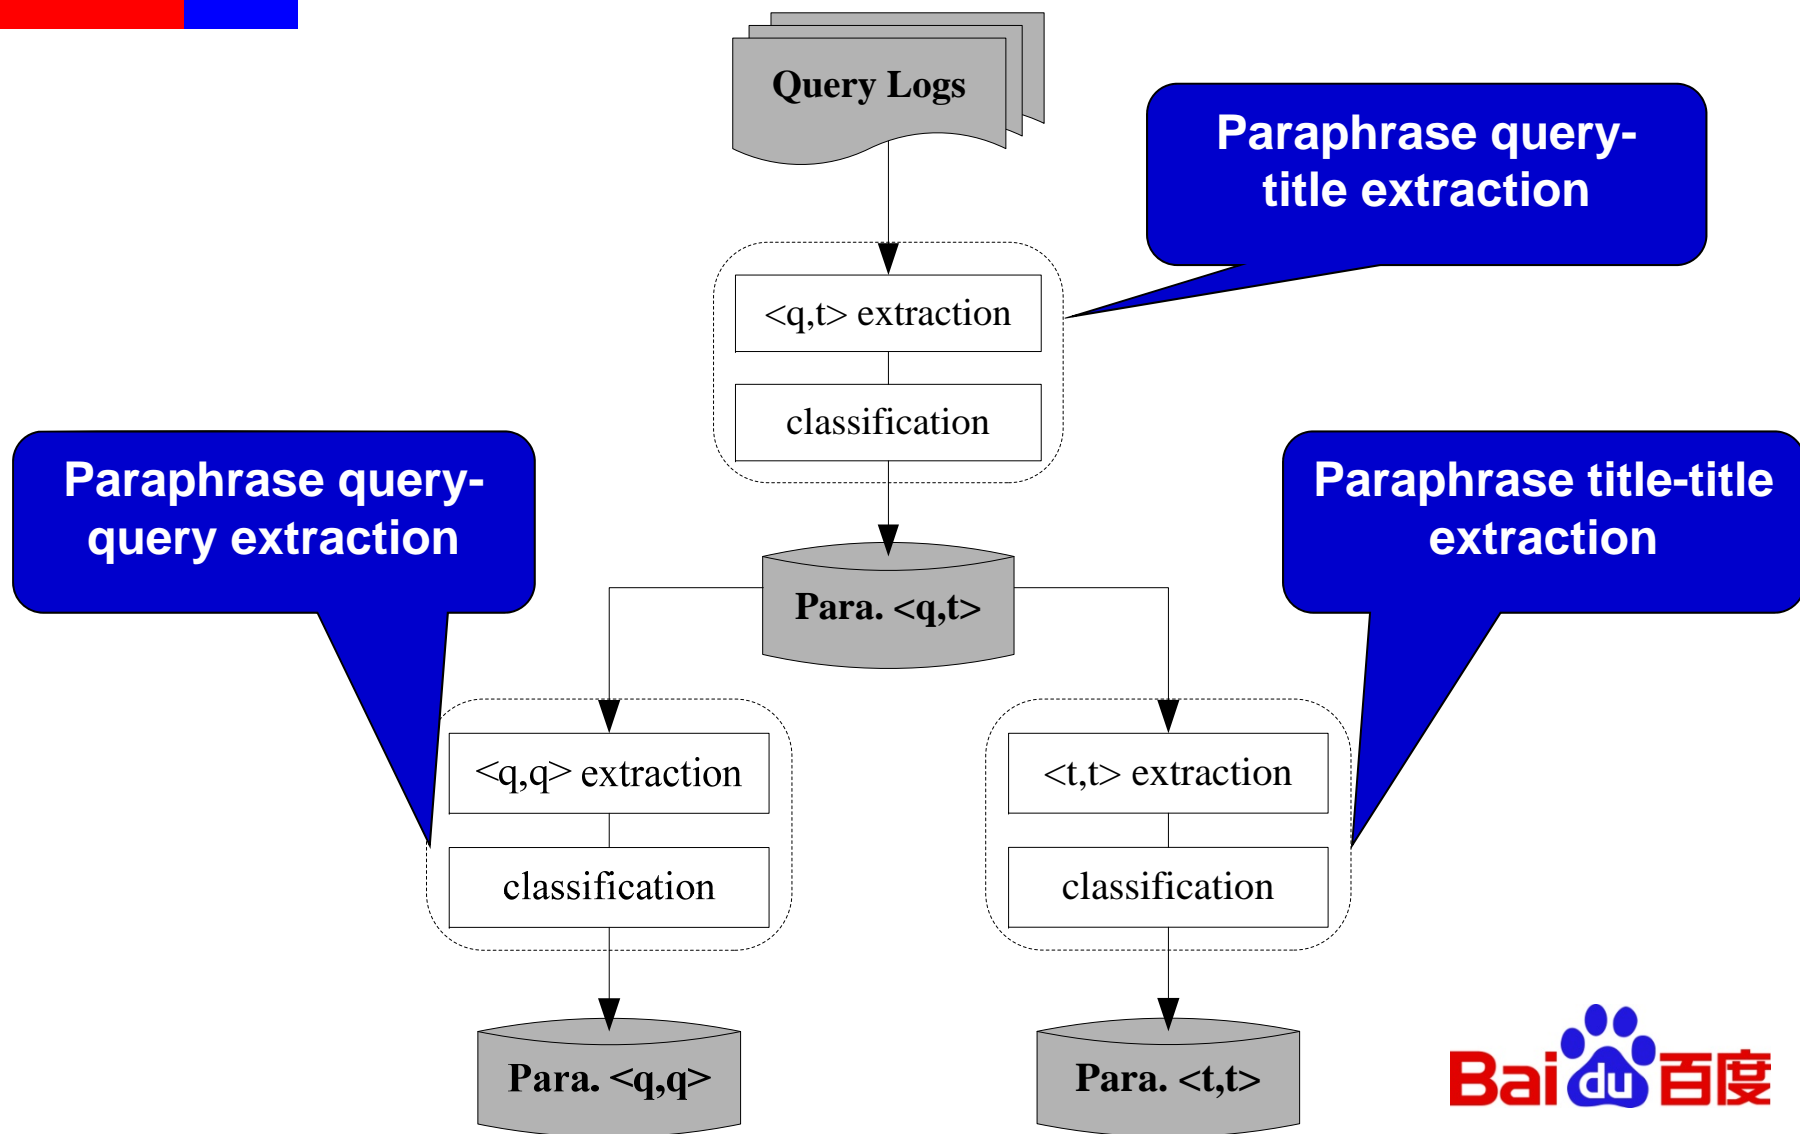 Query Logs
Paraphrase query-
title extraction
<q,t> extraction
classification
Paraphrase query-
query extraction
Paraphrase title-title
extraction
Para. <q,t>
<q,q> extraction
classification
<t,t> extraction
classification
Para. <q,q>
Para. <t,t>
Bai du 百度